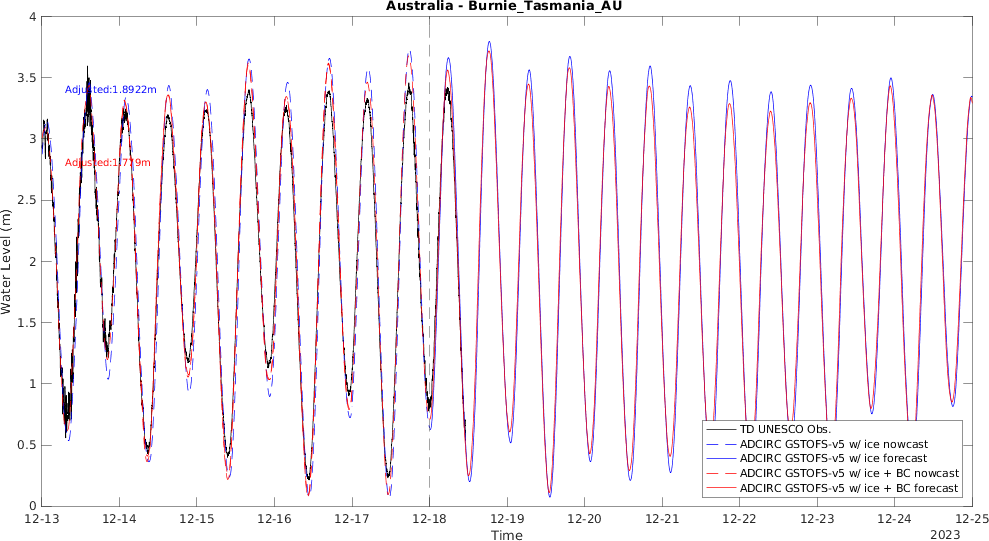 Australia - Burnie_Tasmania_AU
Water Level (m)
4
3.5
3
2.5
2
1.5
1
0.5
0
Adjusted:1.8922m
Adjusted:1.779m
TD UNESCO Obs.
ADCIRC GSTOFS-v5 w/ ice nowcast
ADCIRC GSTOFS-v5 w/ ice forecast
ADCIRC GSTOFS-v5 w/ ice + BC nowcast
ADCIRC GSTOFS-v5 w/ ice + BC forecast
12-13 12-14 12-15 12-16 12-17 12-18 12-19 12-20 12-21 12-22 12-23 12-24 12-25
Time
2023